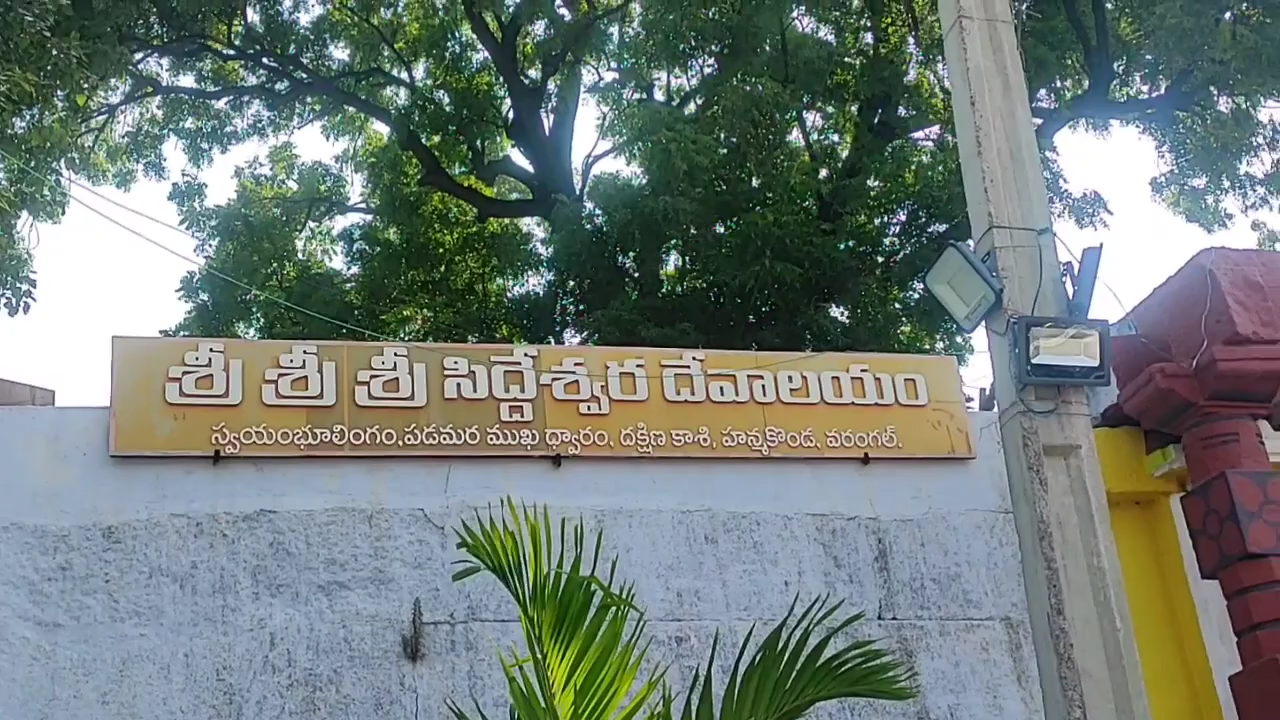 శ్రీ శ్రీ శ్రీ సిద్దేశ్వర దేవాలయం
స్వయంభూలింగం,పడమర ముఖ ధ్వారం, దక్షిణ కాశి, హన్మకొండ, వరంగల్.